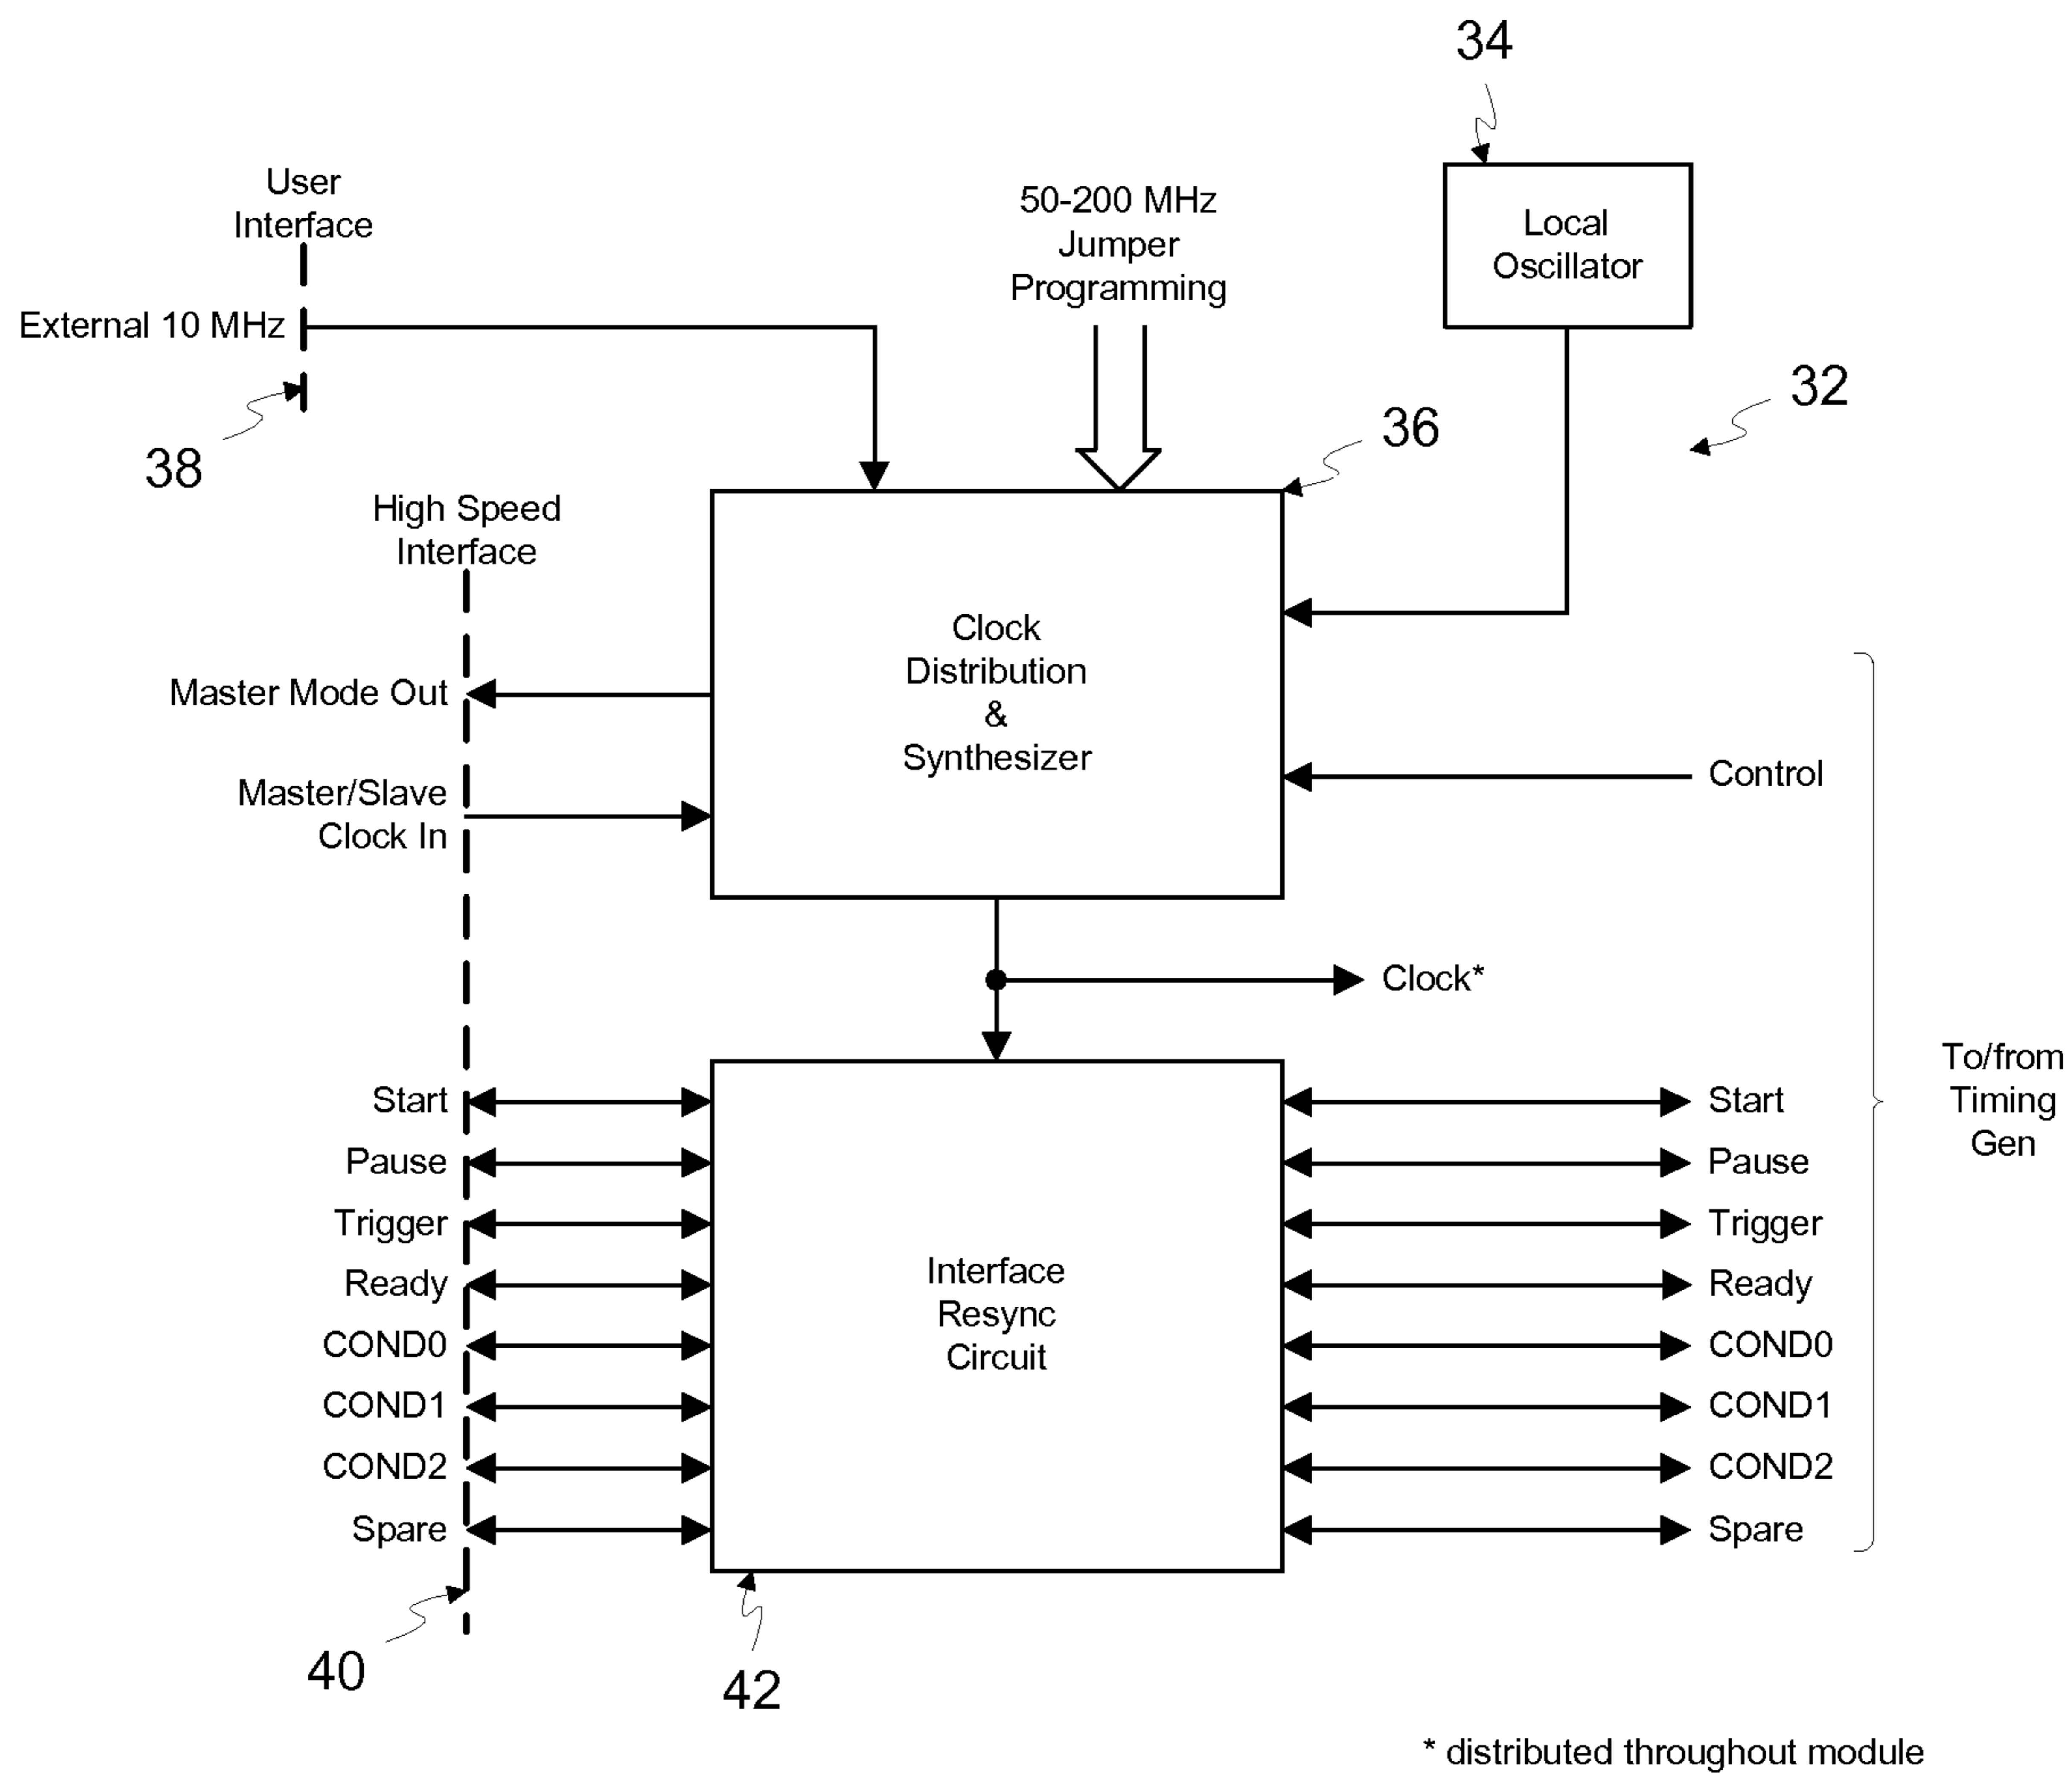 34
User
Interface
50-200 MHz
Jumper
Programming
Local
Oscillator
External 10 MHz
32
36
38
High Speed
Interface
Clock
Distribution
&
Synthesizer
Master Mode Out
Control
Master/Slave
Clock In
Clock*
To/from
Timing
Gen
Start
Start
Pause
Pause
Trigger
Trigger
Ready
Ready
Interface
Resync
Circuit
COND0
COND0
COND1
COND1
COND2
COND2
Spare
Spare
40
42
* distributed throughout module